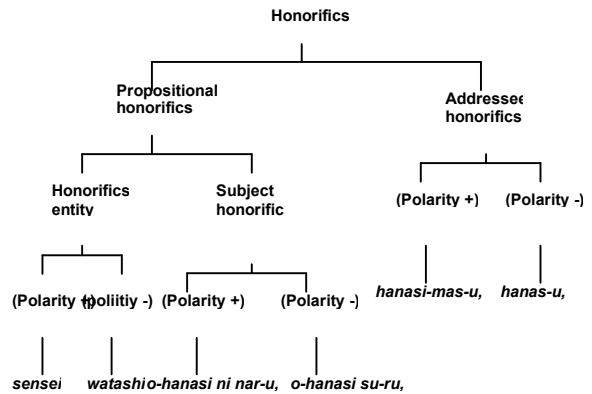 Honorifics
Propositional
honorifics
Addressee
honorifics
Honorifics
entity
Subject
honorific
(Polarity +)
(Polarity -)
(Polarity +)
(poliitiy -)
(Polarity +)
(Polarity -)
hanasi-mas-u,
hanas-u,
sensei
watashi
o-hanasi ni nar-u,
o-hanasi su-ru,